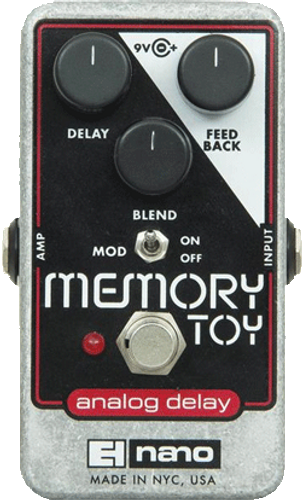 9V +
DELAY
FEED
BACK
BLEND
MOD
ON
OFF
AMP
INPUT
MEMORY
TOY
analog delay
EH nano
MADE IN NYC, USA